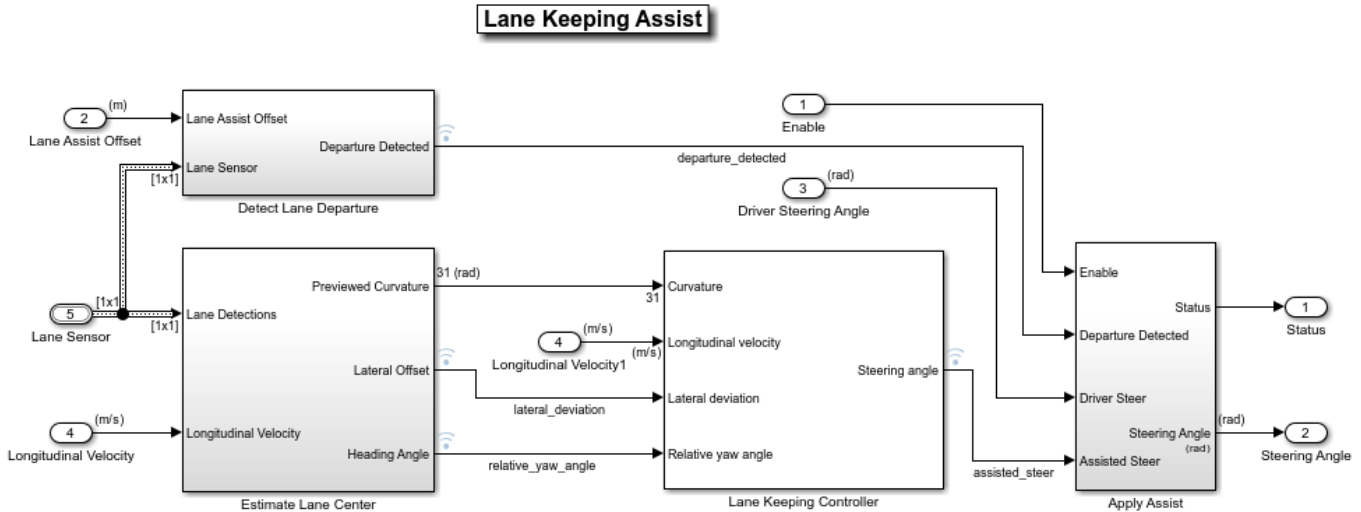 Lane Keeping Assist
2
(m)
Lane Assist Offset
Lane Assist Offset
Lane Sensor
[1x1]
Departure Detected
Detect Lane Departure
departure_detected
1
Enable
3
(rad)
Driver Steering Angle
5
[1x1
Lane Sensor
[1x1]
Lane Detections
Previewed Curvature
31 (rad)
Lateral Offset
lateral_deviation
4
(m/s)
Longitudinal Velocity
Longitudinal Velocity
Heading Angle
relative_yaw_angle
Estimate Lane Center
31
Curvature
4
(m/s)
(m/s)
Longitudinal Velocity1
Longitudinal velocity
Lateral deviation
Relative yaw angle
Steering angle
assisted_steer
Lane Keeping Controller
Enable
Departure Detected
Driver Steer
Assisted Steer
Status
Steering Angle
(rad)
Apply Assist
1
Status
(rad)
2
Steering Angle